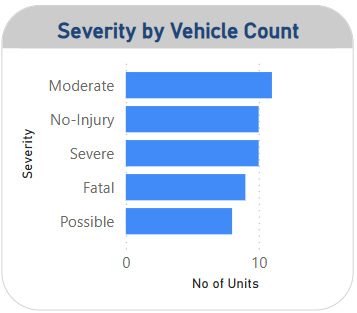 Severity by Vehicle Count
Severity
Moderate
No-Injury
Severe
Fatal
Possible
0 10
No of Units